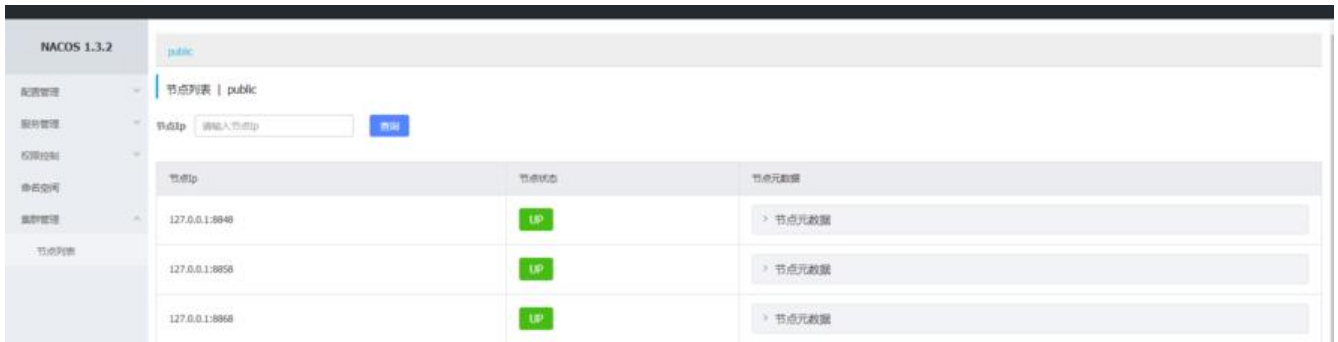 NACOS 1.3.2
public
配置管理
节点列表 | public
服务管理
节点Ip 请输入节点Ip 查询
权限控制
节点Ip 节点状态 节点元数据
命名空间
集群管理
127.0.0.1:8848 UP > 节点元数据
节点列表
127.0.0.1:8858 UP > 节点元数据
127.0.0.1:8868 UP > 节点元数据